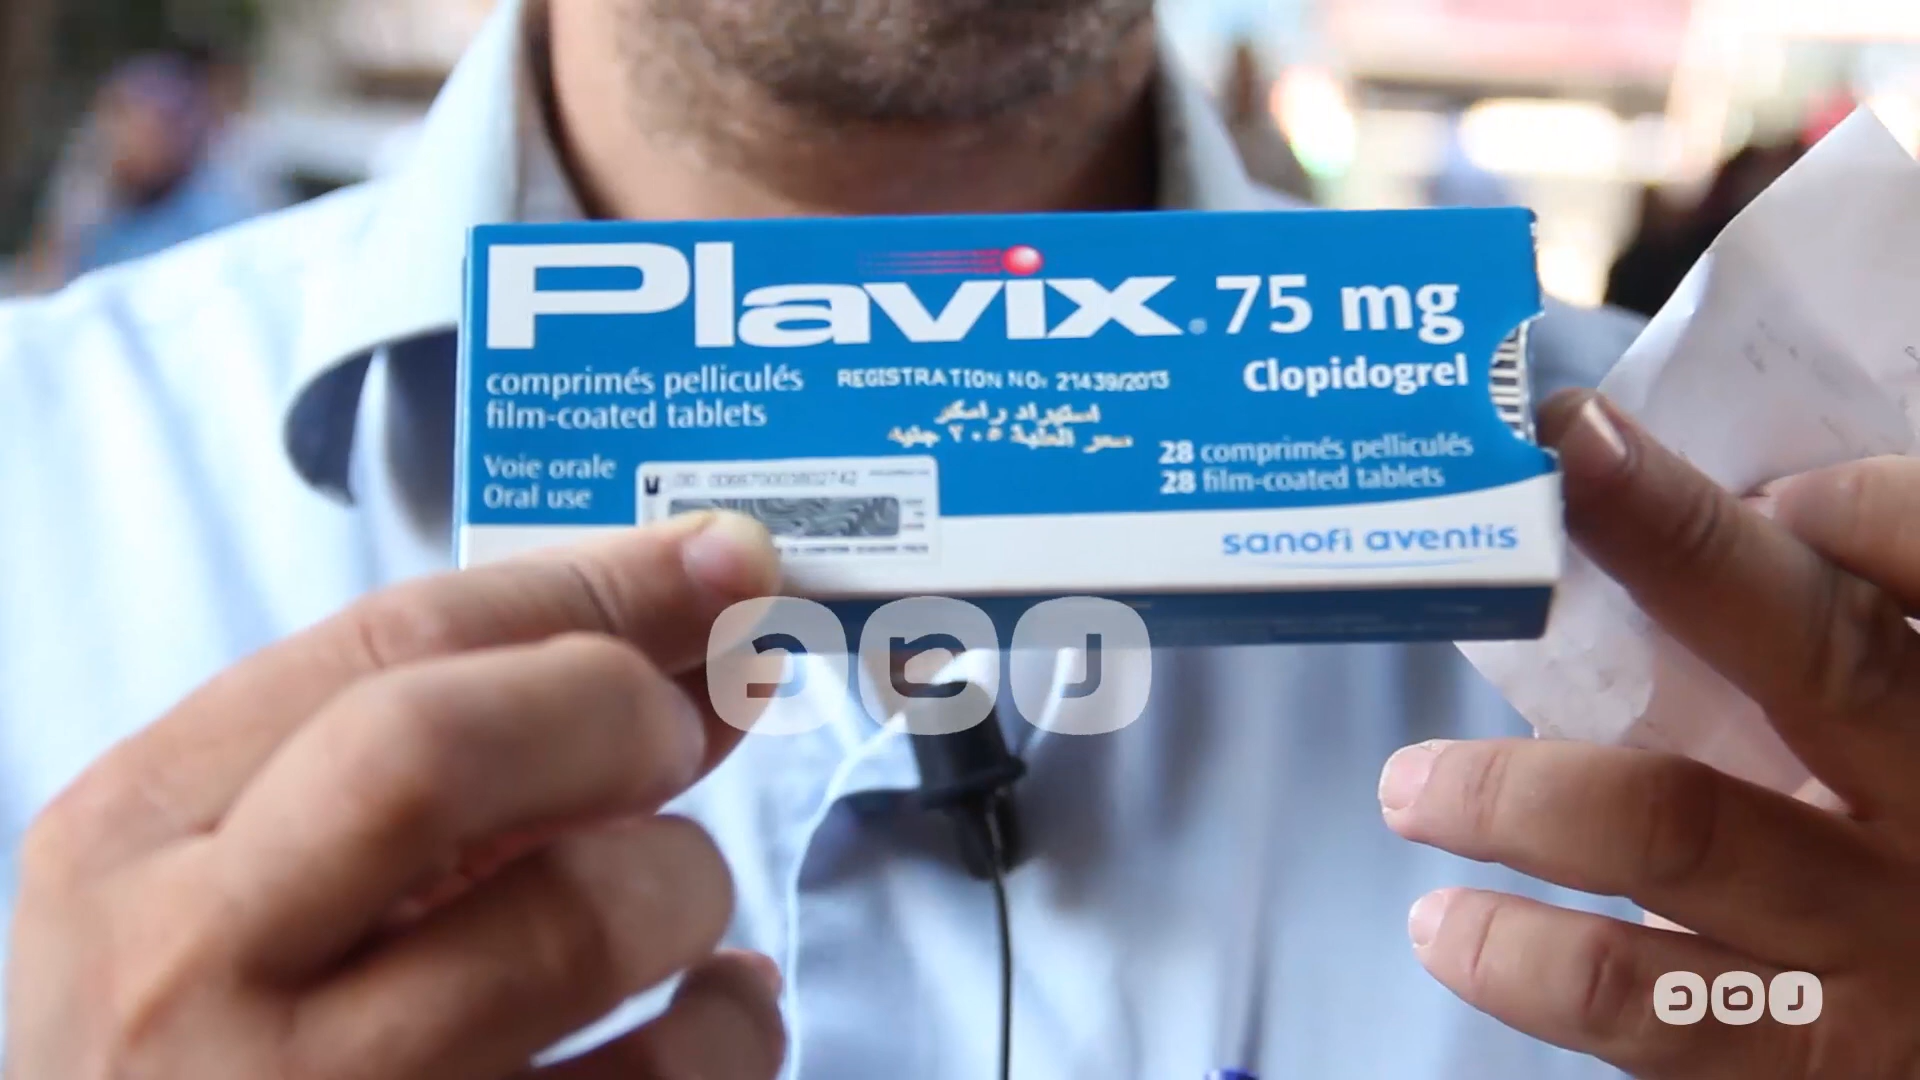 Plavix® 75 mg
Clopidogrel
comprimés pelliculés
film-coated tablets
REGISTRATION NO: 21439/2013
استيراد رامكو
سعر العلبة ٢٠٥ جنيه
Voie orale
Oral use
28 comprimés pelliculés
28 film-coated tablets
sanofi aventis